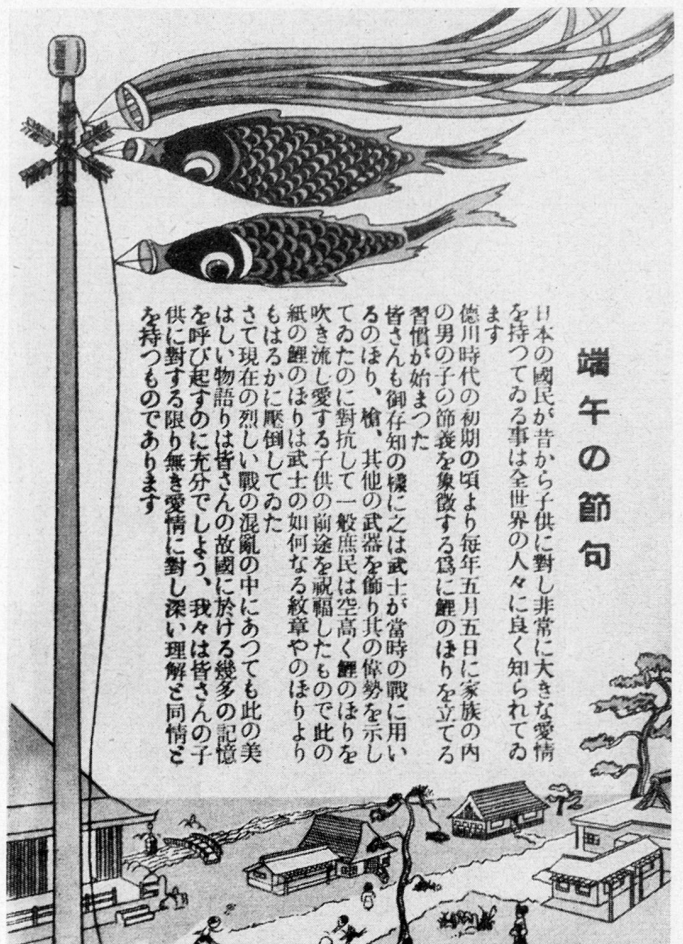 端午の節句
日本の國民が昔から子供に對し非常に大きな愛情
を持つてゐる事は全世界の人々に良く知られてゐ
ます
德川時代の初期の頃より每年五月五日に家族の內
の男の子の節義を象徵する爲に鯉のぼりを立てる
習慣が始まつた
皆さんも御存知の樣に之は武士が當時の戰に用い
るのぼり、槍、其他の武器を飾り其の偉勢を示し
てゐたのに對抗して一般庶民は空高く鯉のぼりを
吹き流し愛する子供の前途を祝福したもので此の
紙の鯉のぼりは武士の如何なる紋章やのぼりより
もはるかに壓倒してゐた
さて現在の烈しい戰の混亂の中にあつても此の美
はしい物語りは皆さんの故國に於ける幾多の記憶
を呼び起すのに充分でしよう、我々は皆さんの子
供に對する限り無き愛情に對し深い理解と同情と
を持つものであります